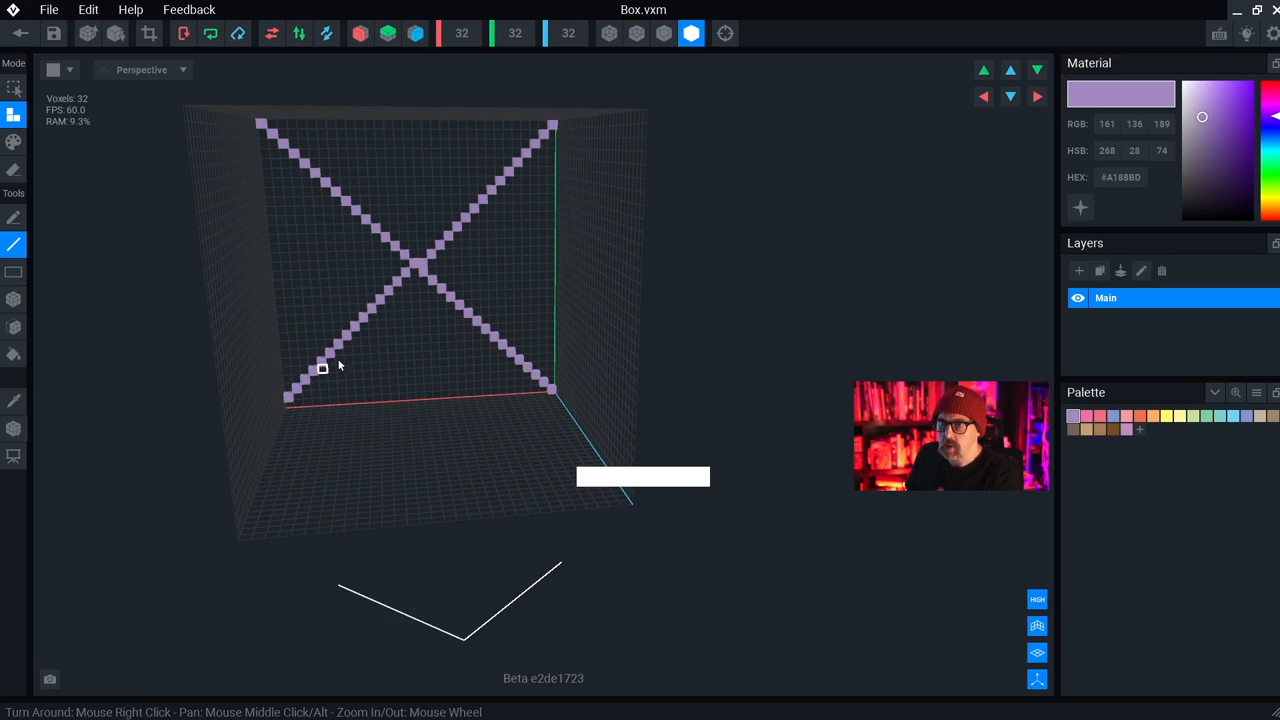 File Edit Help Feedback Box.vxm
32 32 32
Mode
Perspective
Material
Voxels: 32
FPS: 60.0
RAM: 9.3%
RGB: 161 136 189
HSB: 268 28 74
HEX: #A188BD
Tools
Layers
Main
Palette
HIGH
Beta e2de1723
Turn Around: Mouse Right Click - Pan: Mouse Middle Click/Alt - Zoom In/Out: Mouse Wheel